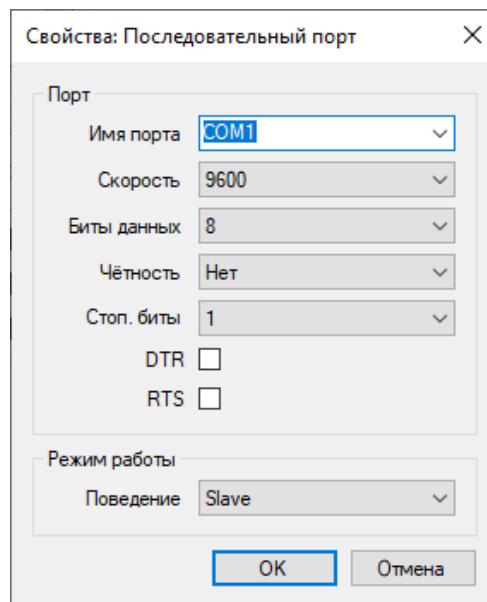 Свойства: Последовательный порт
Порт
Имя порта COM1
Скорость 9600
Биты данных 8
Чётность Нет
Стоп. биты 1
DTR
RTS
Режим работы
Поведение Slave
OK Отмена